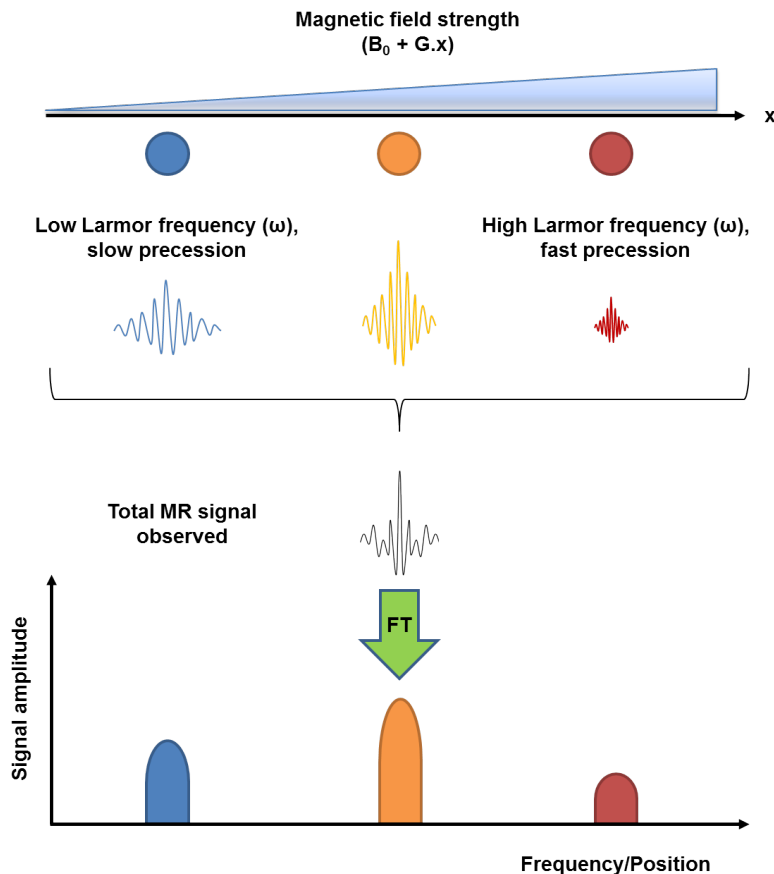 Magnetic field strength
(B₀ + G.x)
x
Low Larmor frequency (ω),
slow precession
High Larmor frequency (ω),
fast precession
Total MR signal
observed
FT
Signal amplitude
Frequency/Position